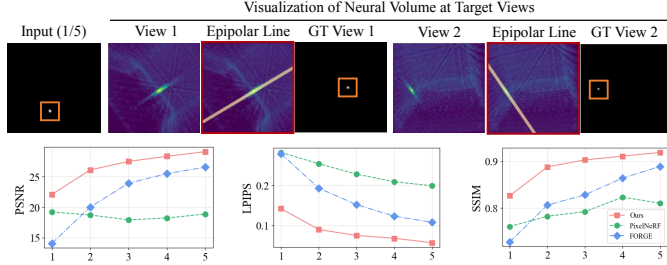 Visualization of Neural Volume at Target Views
Input (1/5) View 1 Epipolar Line GT View 1 View 2 Epipolar Line GT View 2
PSNR
25
20
15
1 2 3 4 5
LPIPS
0.2
0.1
1 2 3 4 5
SSIM
0.9
0.8
Ours
PixelNeRF
FORGE
1 2 3 4 5